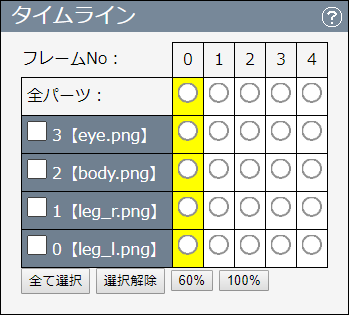 タイムライン ?
フレームNo： 0 1 2 3 4
全パーツ：
3【eye.png】
2【body.png】
1【leg_r.png】
0【leg_l.png】
全て選択 選択解除 60% 100%